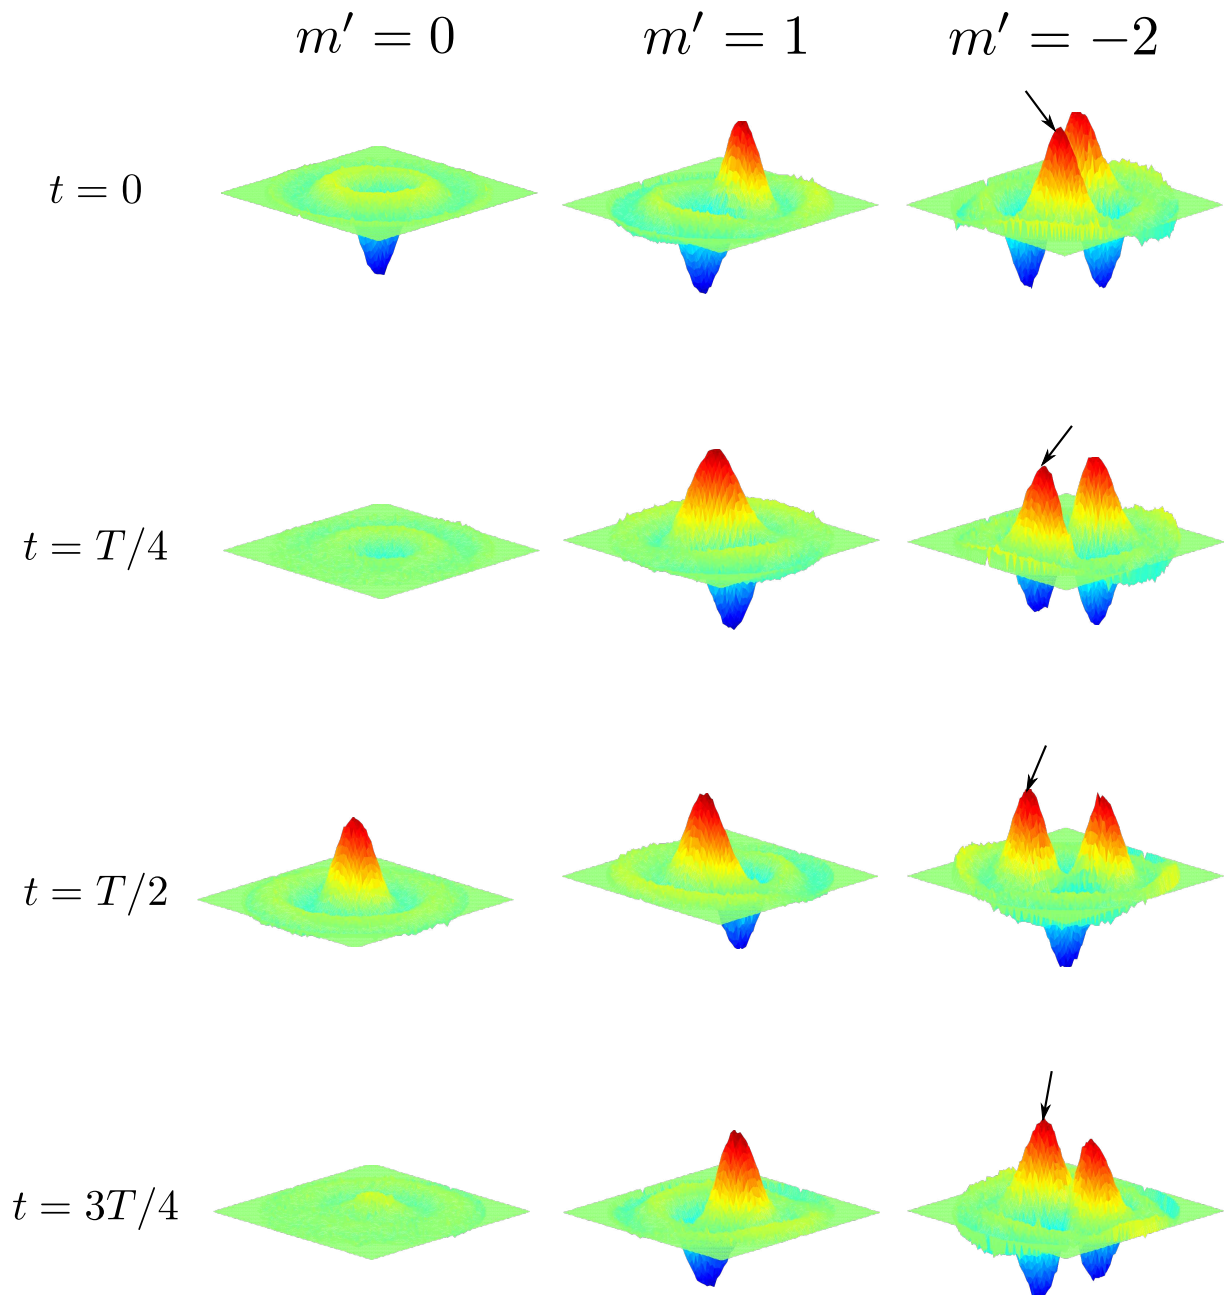 m′ = 0 m′ = 1 m′ = −2
t = 0
t = T/4
t = T/2
t = 3T/4